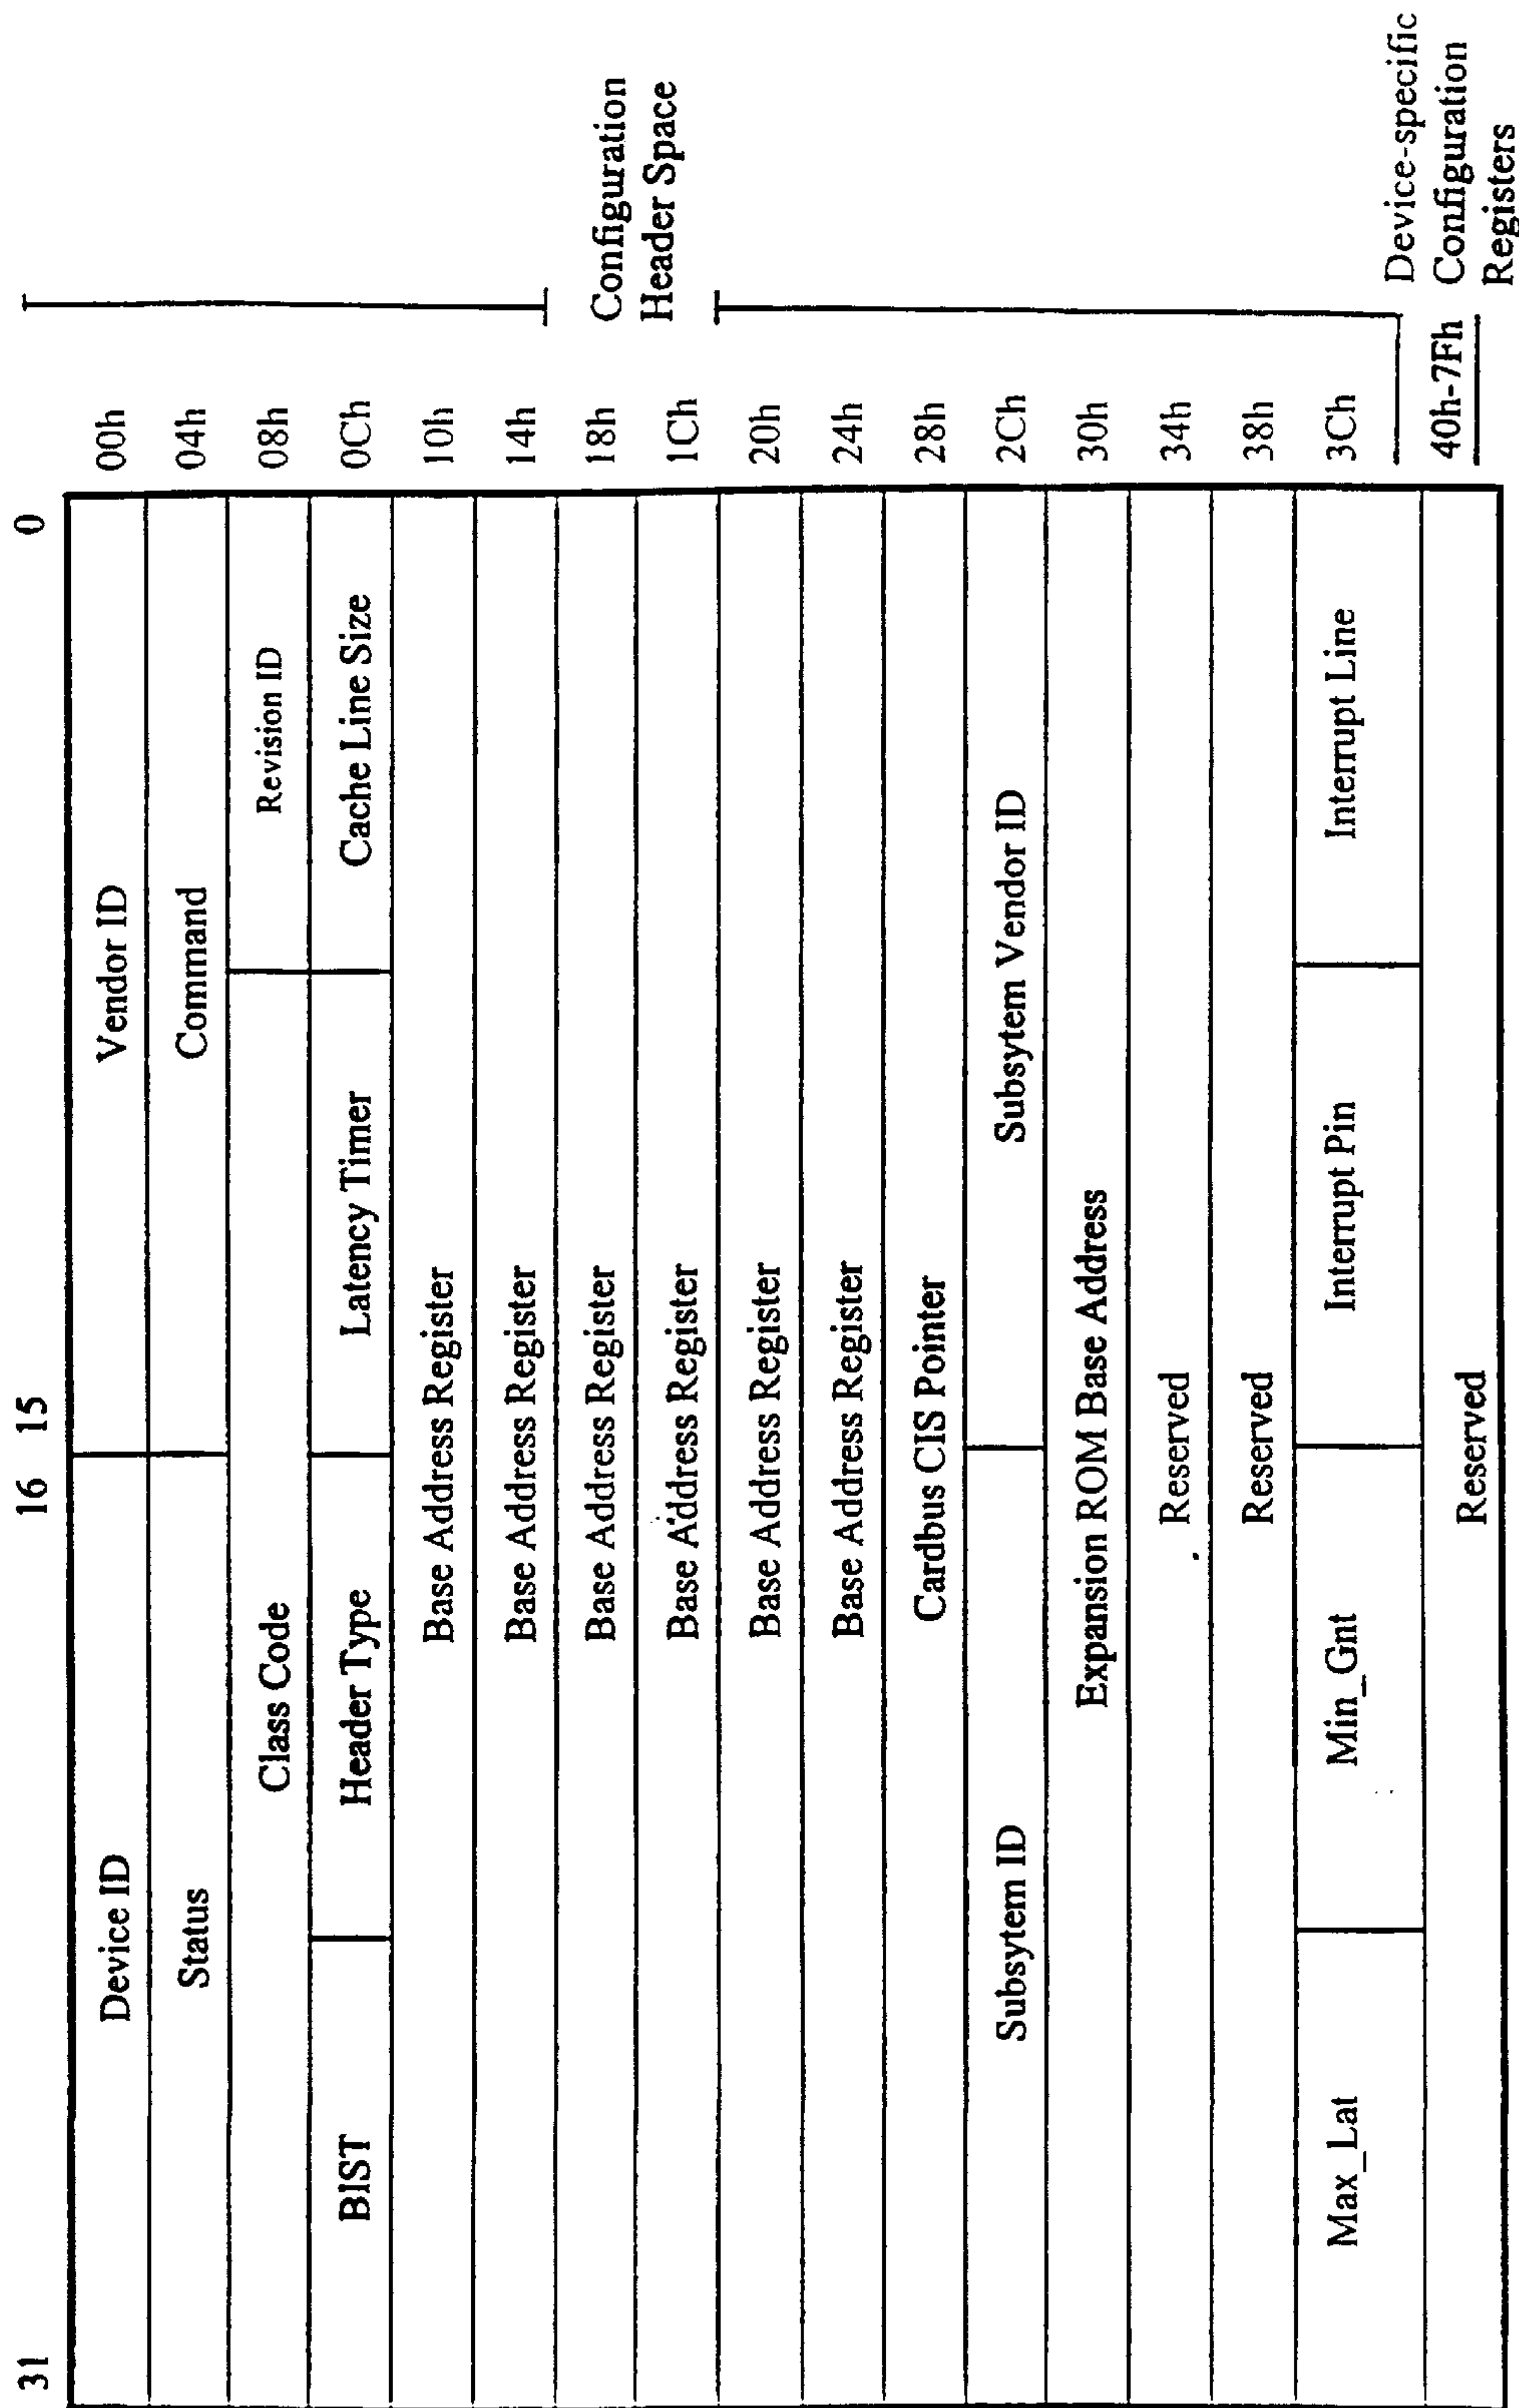 31 16 15 0
Device ID Vendor ID 00h
Status Command 04h
Class Code Revision ID 08h
BIST Header Type Latency Timer Cache Line Size 0Ch
Base Address Register 10h
Base Address Register 14h
Base Address Register 18h
Base Address Register 1Ch
Base Address Register 20h
Base Address Register 24h
Cardbus CIS Pointer 28h
Subsytem ID Subsytem Vendor ID 2Ch
Expansion ROM Base Address 30h
Reserved 34h
Reserved 38h
Max_Lat Min_Gnt Interrupt Pin Interrupt Line 3Ch
Reserved 40h-7Fh
Configuration
Header Space
Device-specific
Configuration
Registers